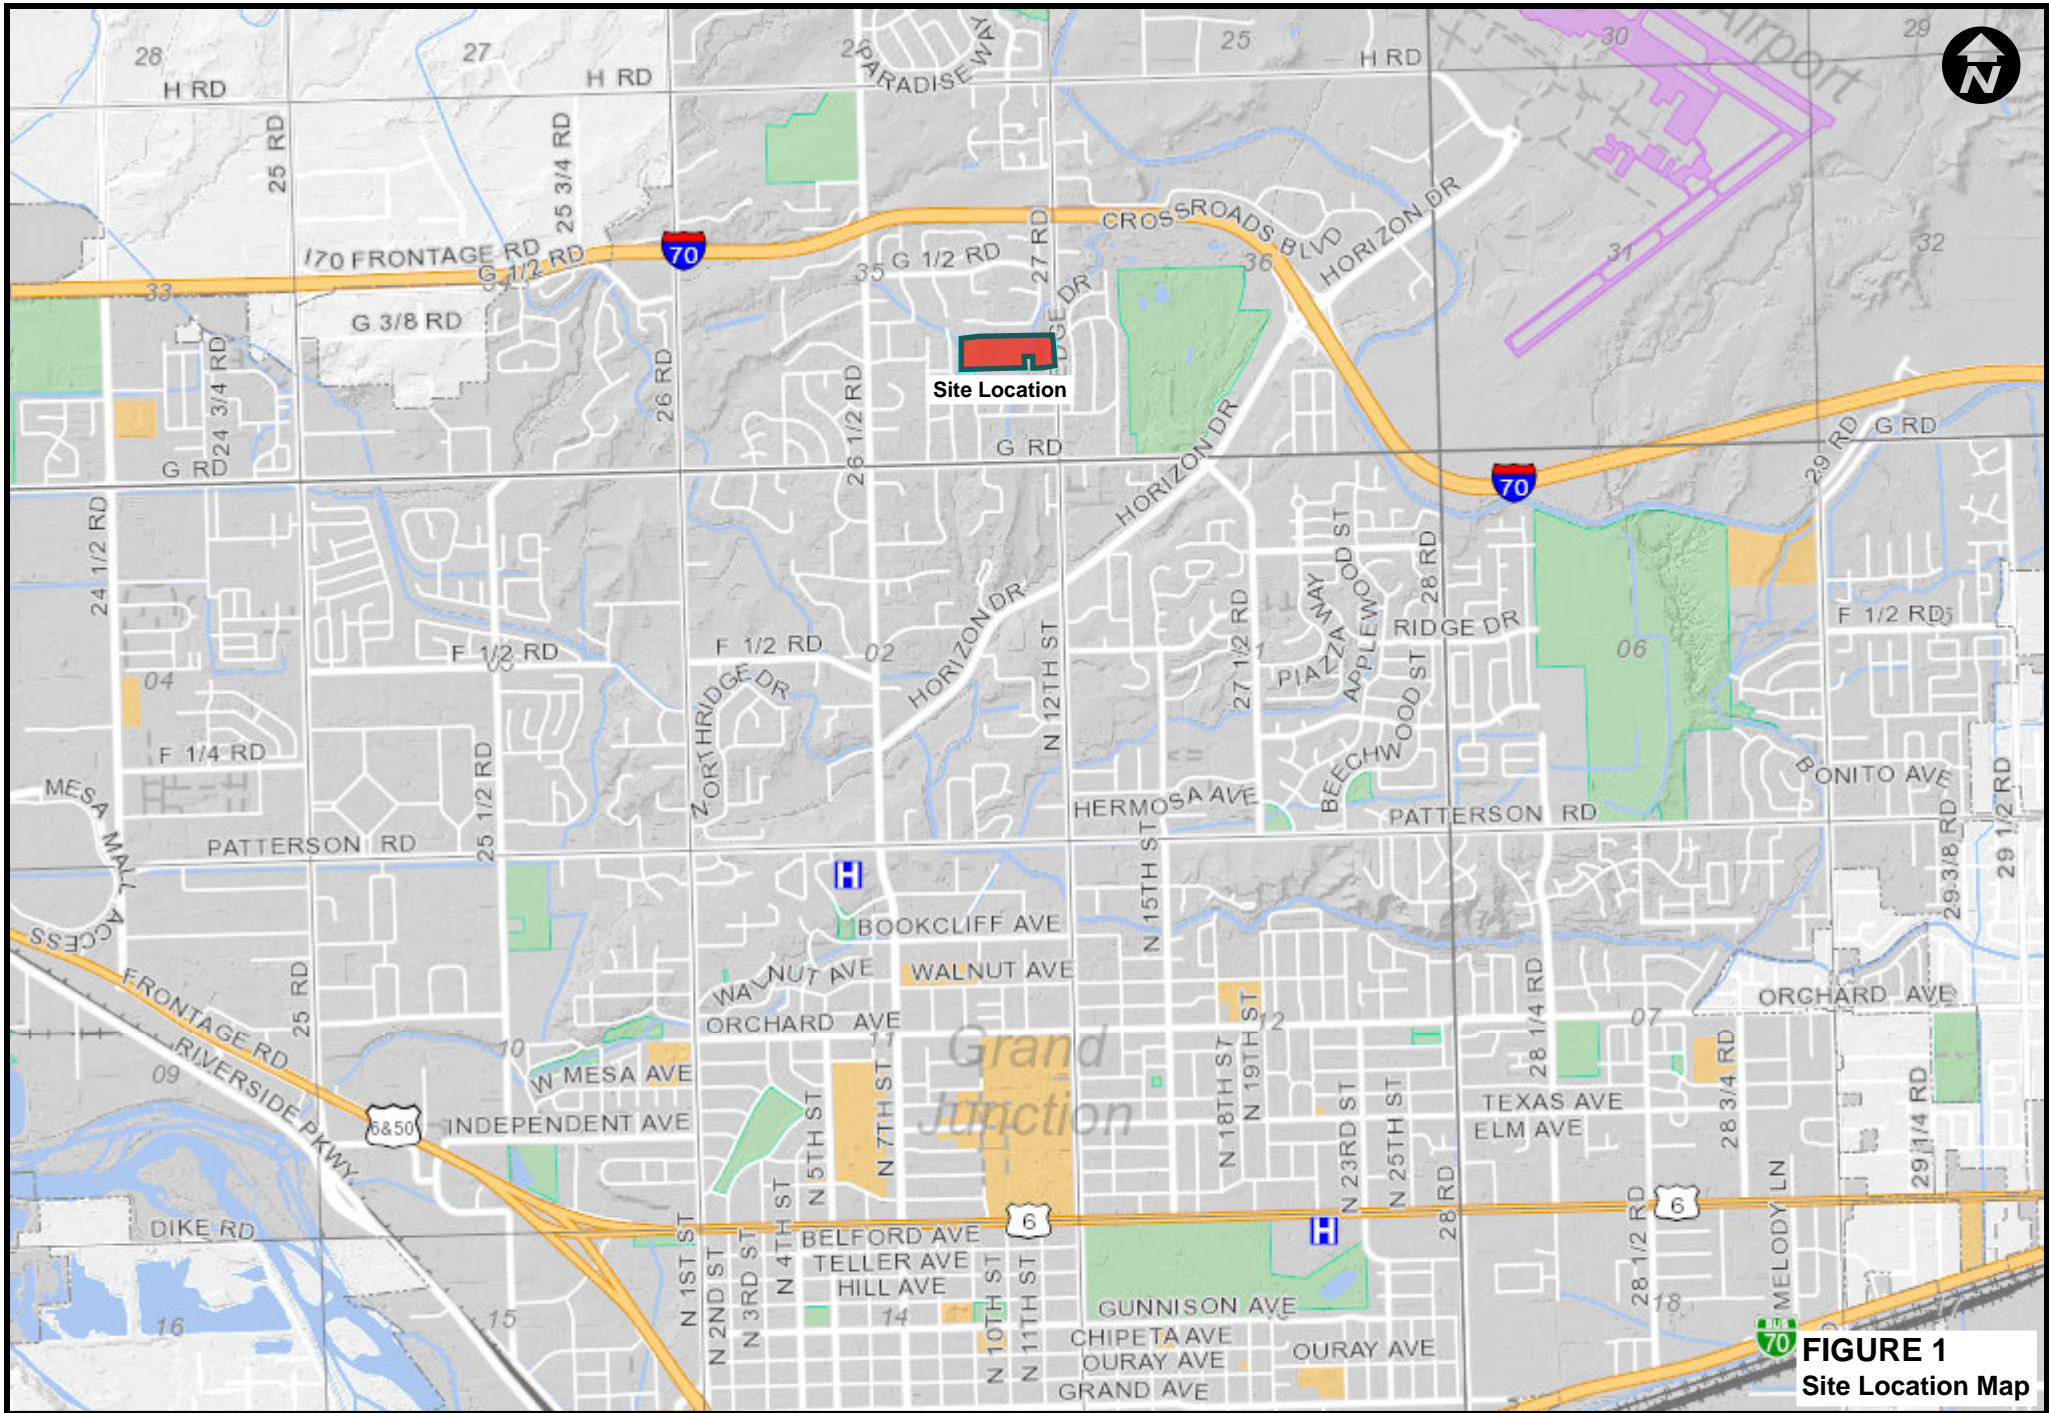 28
27
25
30
29
Airport
N
PARADISE WAY
H RD
H RD
H RD
25 RD
25 3/4 RD
I70 FRONTAGE RD
G 1/2 RD
70
27 RD
CROSSROADS BLVD
HORIZON DR
G 1/2 RD
33
35
36
31
32
G 3/8 RD
Site Location
24 3/4 RD
26 RD
26 1/2 RD
G RD
G RD
G RD
29 RD
HORIZON DR
70
24 1/2 RD
28 RD
APPLEWOOD ST
PIAZZA WAY
27 1/2 RD
RIDGE DR
F 1/2 RD
F 1/2 RD
F 1/2 RD
HORIZON DR
N 12TH ST
04
02
06
NORTHRIDGE DR
BEECHWOOD ST
F 1/4 RD
25 1/2 RD
BONITO AVE
29 1/2 RD
29 3/8 RD
MESA MALL ACCESS
HERMOSA AVE
PATTERSON RD
PATTERSON RD
N 15TH ST
H
BOOKCLIFF AVE
WALNUT AVE
WALNUT AVE
FRONTAGE RD
25 RD
ORCHARD AVE
ORCHARD AVE
28 1/4 RD
RIVERSIDE PKWY
09
10
11
12
07
Grand
Junction
N 18TH ST
N 19TH ST
28 3/4 RD
W MESA AVE
INDEPENDENT AVE
6&50
N 5TH ST
N 7TH ST
N 23RD ST
N 25TH ST
TEXAS AVE
ELM AVE
29 1/4 RD
DIKE RD
N 1ST ST
N 2ND ST
N 3RD ST
N 4TH ST
BELFORD AVE
TELLER AVE
HILL AVE
6
H
28 RD
28 1/2 RD
6
MELODY LN
N 10TH ST
N 11TH ST
GUNNISON AVE
CHIPETA AVE
OURAY AVE
OURAY AVE
GRAND AVE
16
15
14
18
17
BUS
70
FIGURE 1
Site Location Map